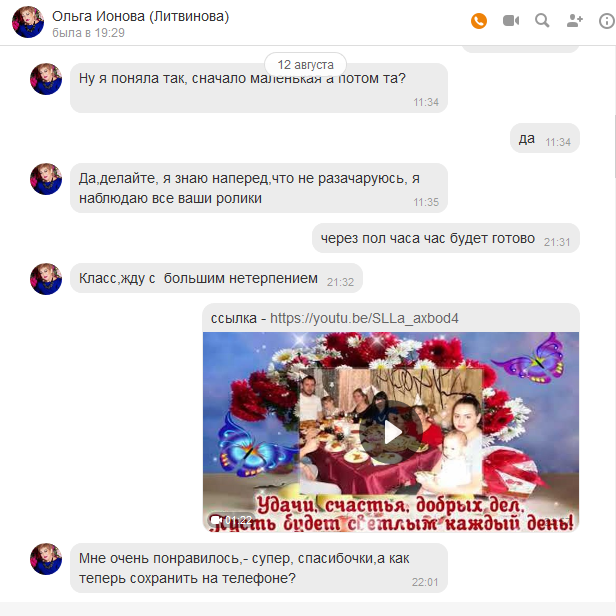 Ольга Ионова (Литвинова)
была в 19:29
12 августа
Ну я поняла так, сначало маленькая а потом та?
11:34
да 11:34
Да,делайте, я знаю наперед,что не разачаруюсь, я
наблюдаю все ваши ролики 11:35
через пол часа час будет готово 21:31
Класс,жду с большим нетерпением 21:32
ссылка - https://youtu.be/SLLa_axbod4
Удачи, счастья, добрых дел,
Пусть будет светлым каждый день!
01:22
Мне очень понравилось,- супер, спасибочки,а как
теперь сохранить на телефоне? 22:01